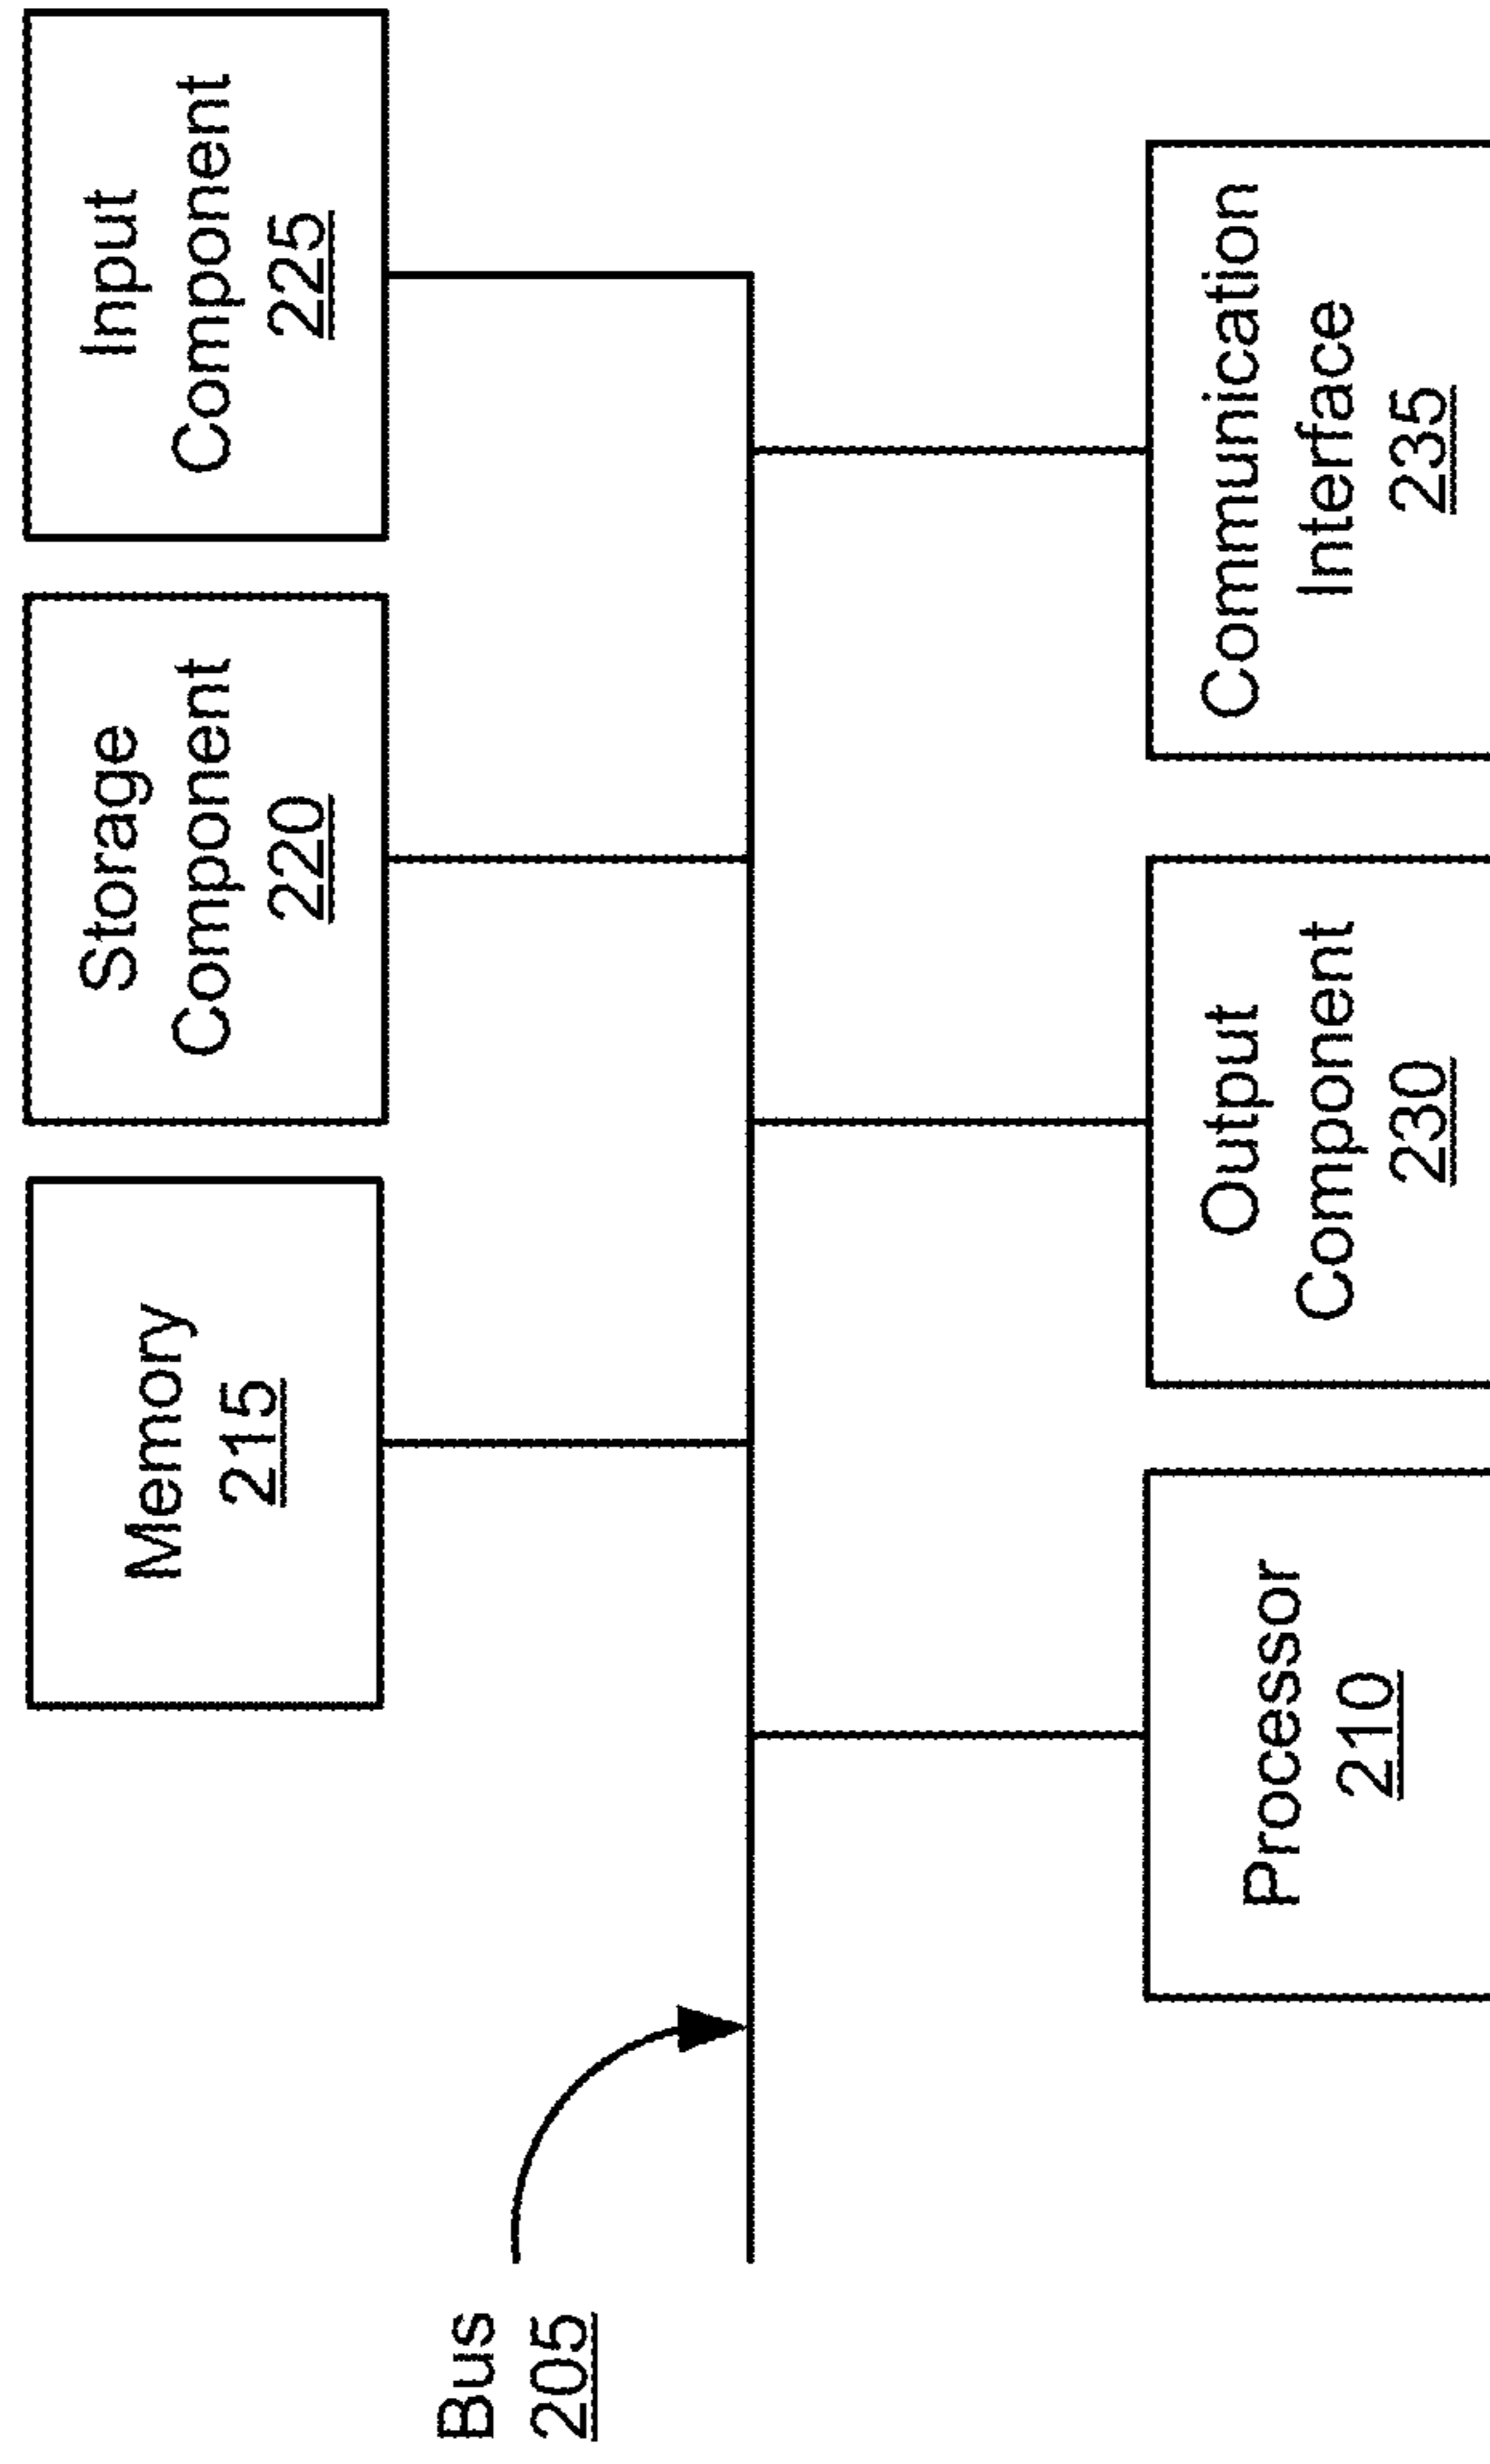 Memory
215
Storage
Component
220
Input
Component
225
Bus
205
Processor
210
Output
Component
230
Communication
Interface
235